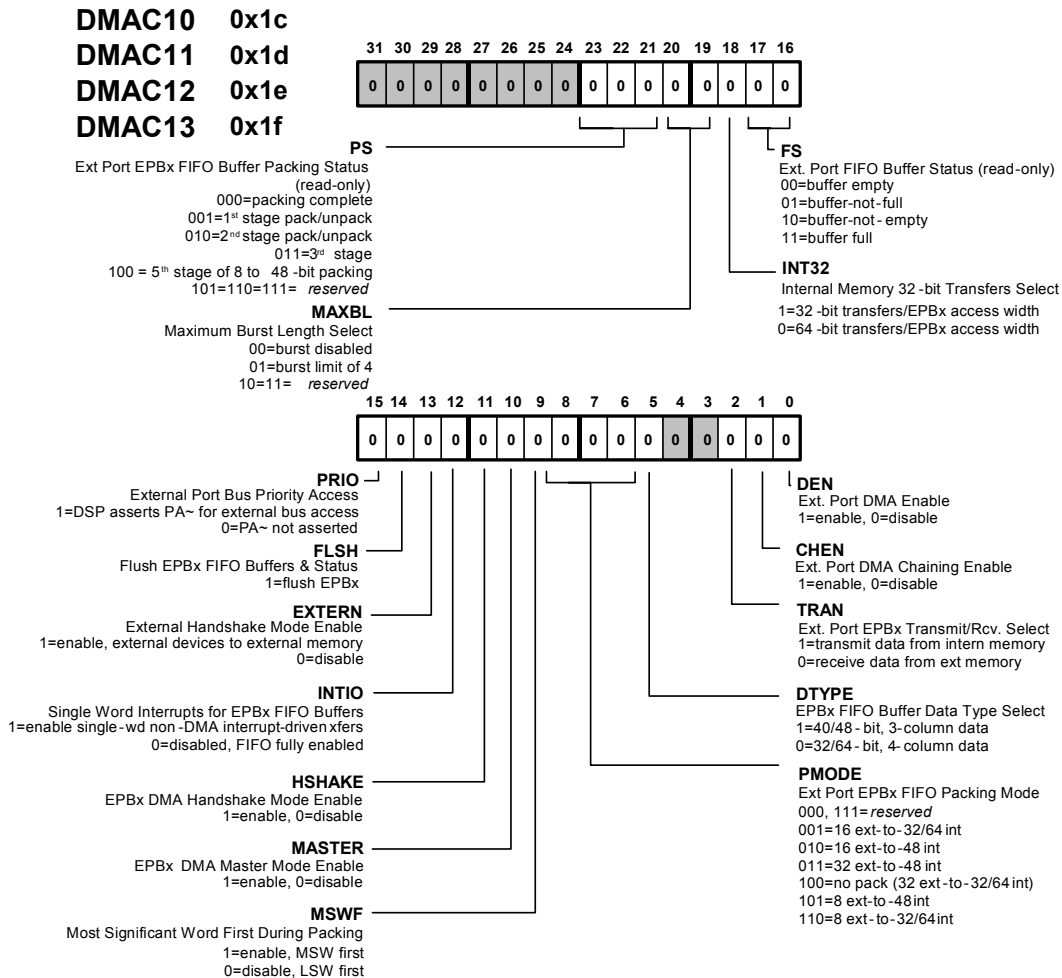 DMAC10 0x1c
DMAC11 0x1d
DMAC12 0x1e
DMAC13 0x1f
31 30 29 28 27 26 25 24 23 22 21 20 19 18 17 16
0 0 0 0 0 0 0 0 0 0 0 0 0 0 0 0
PS
Ext Port EPBx FIFO Buffer Packing Status
(read-only)
000=packing complete
001=1st stage pack/unpack
010=2nd stage pack/unpack
011=3rd stage
100 = 5th stage of 8 to 48 -bit packing
101=110=111= reserved
MAXBL
Maximum Burst Length Select
00=burst disabled
01=burst limit of 4
10=11= reserved
FS
Ext. Port FIFO Buffer Status (read-only)
00=buffer empty
01=buffer-not-full
10=buffer-not-empty
11=buffer full
INT32
Internal Memory 32 -bit Transfers Select
1=32 -bit transfers/EPBx access width
0=64 -bit transfers/EPBx access width
15 14 13 12 11 10 9 8 7 6 5 4 3 2 1 0
0 0 0 0 0 0 0 0 0 0 0 0 0 0 0 0
PRIO
External Port Bus Priority Access
1=DSP asserts PA~ for external bus access
0=PA~ not asserted
FLSH
Flush EPBx FIFO Buffers & Status
1=flush EPBx
EXTERN
External Handshake Mode Enable
1=enable, external devices to external memory
0=disable
INTIO
Single Word Interrupts for EPBx FIFO Buffers
1=enable single-wd non-DMA interrupt-driven xfers
0=disabled, FIFO fully enabled
HSHAKE
EPBx DMA Handshake Mode Enable
1=enable, 0=disable
MASTER
EPBx DMA Master Mode Enable
1=enable, 0=disable
MSWF
Most Significant Word First During Packing
1=enable, MSW first
0=disable, LSW first
DEN
Ext. Port DMA Enable
1=enable, 0=disable
CHEN
Ext. Port DMA Chaining Enable
1=enable, 0=disable
TRAN
Ext. Port EPBx Transmit/Rcv. Select
1=transmit data from intern memory
0=receive data from ext memory
DTYPE
EPBx FIFO Buffer Data Type Select
1=40/48-bit, 3-column data
0=32/64-bit, 4-column data
PMODE
Ext Port EPBx FIFO Packing Mode
000, 111=reserved
001=16 ext-to-32/64 int
010=16 ext-to-48 int
011=32 ext-to-48 int
100=no pack (32 ext-to-32/64 int)
101=8 ext-to-48 int
110=8 ext-to-32/64 int